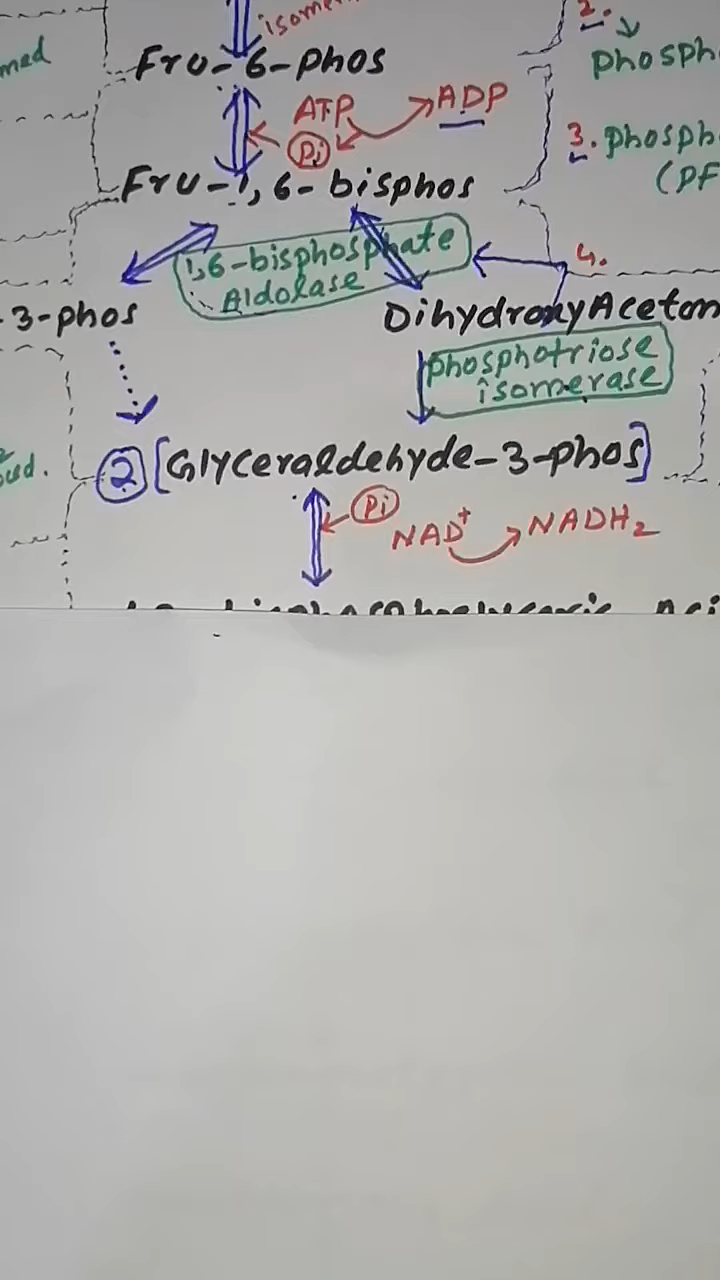 isomer
2.
med
Fru-6-phos
phosph
ATP
ADP
Pi
3. phosph
(PF
Fru-1,6-bisphos
1,6-bisphosphate
Aldolase
4.
-3-phos
DihydroxyAceton
phosphotriose
isomerase
2 [Glyceraldehyde-3-phos]
Pi
NAD+
NADH2